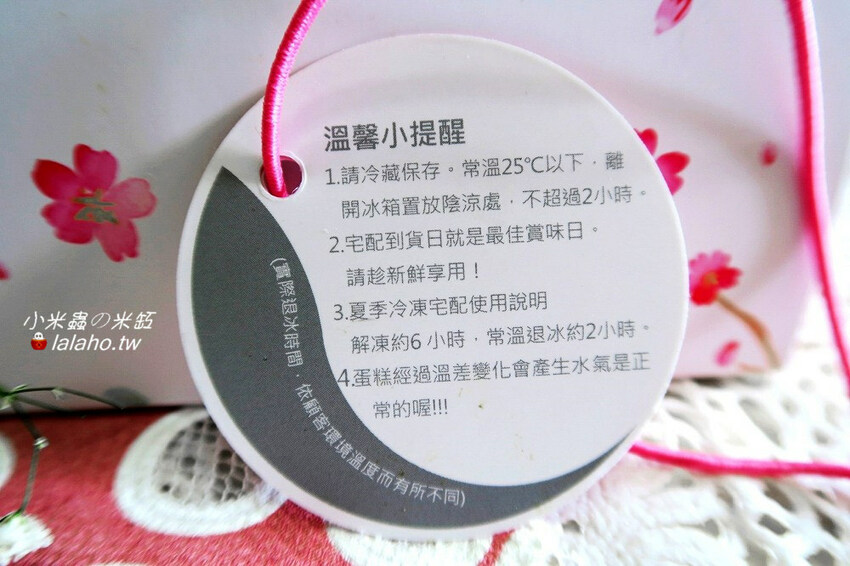 溫馨小提醒
1.請冷藏保存。常溫25℃以下，離
開冰箱置放陰涼處，不超過2小時。
2.宅配到貨日就是最佳賞味日。
請趁新鮮享用！
3.夏季冷凍宅配使用說明
解凍約6小時，常溫退冰約2小時。
4.蛋糕經過溫差變化會產生水氣是正
常的喔!!!
(實際退冰時間，依顧客環境溫度而有所不同)
小米蟲の米缸
lalaho.tw